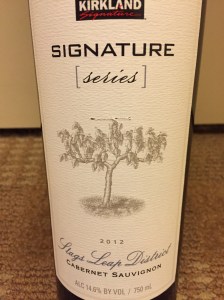 KIRKLAND
Signature
SIGNATURE
[series]
2012
Stags Leap District
CABERNET SAUVIGNON
ALC 14.6% BY VOL / 750 mL